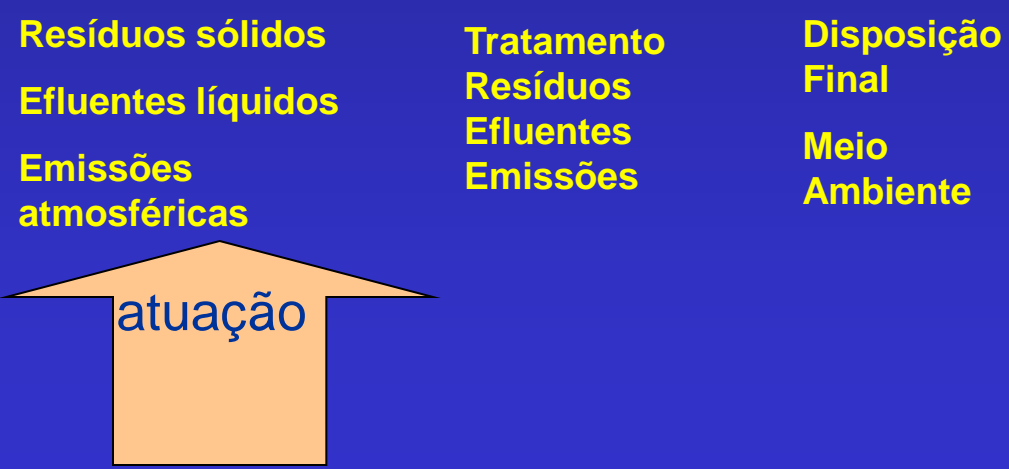 Resíduos sólidos
Efluentes líquidos
Emissões
atmosféricas
Tratamento
Resíduos
Efluentes
Emissões
Disposição
Final
Meio
Ambiente
atuação